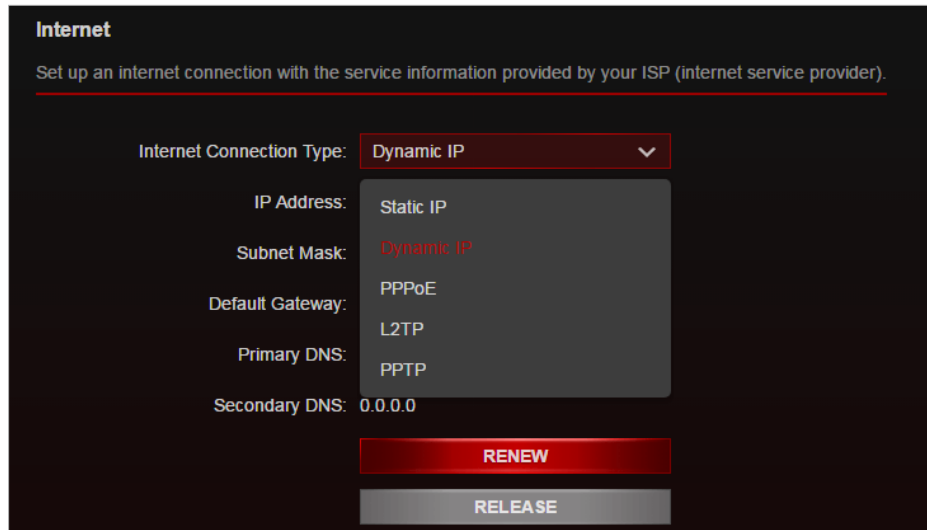 Internet
Set up an internet connection with the service information provided by your ISP (internet service provider).
Internet Connection Type: Dynamic IP
IP Address:
Static IP
Subnet Mask:
Dynamic IP
Default Gateway:
PPPoE
L2TP
Primary DNS:
PPTP
Secondary DNS: 0.0.0.0
RENEW
RELEASE